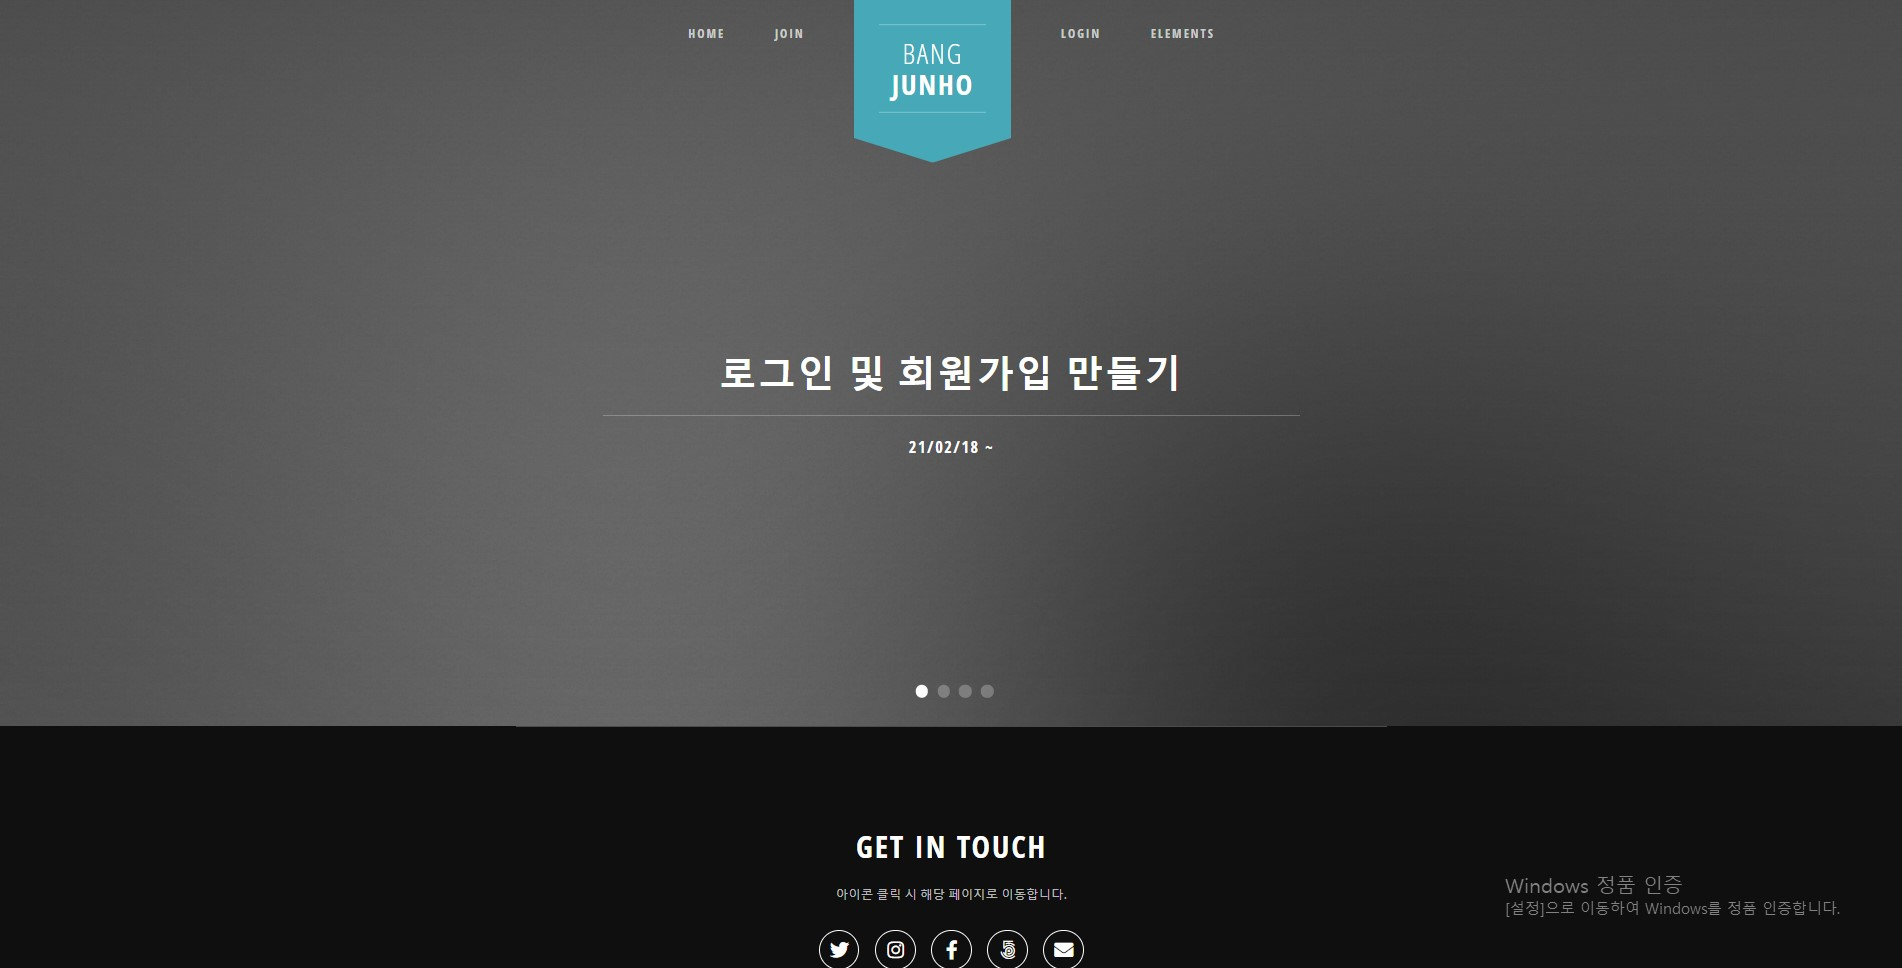 HOME
JOIN
BANG
JUNHO
LOGIN
ELEMENTS
로그인 및 회원가입 만들기
21/02/18 ~
GET IN TOUCH
아이콘 클릭 시 해당 페이지로 이동합니다.
Windows 정품 인증
[설정]으로 이동하여 Windows를 정품 인증합니다.